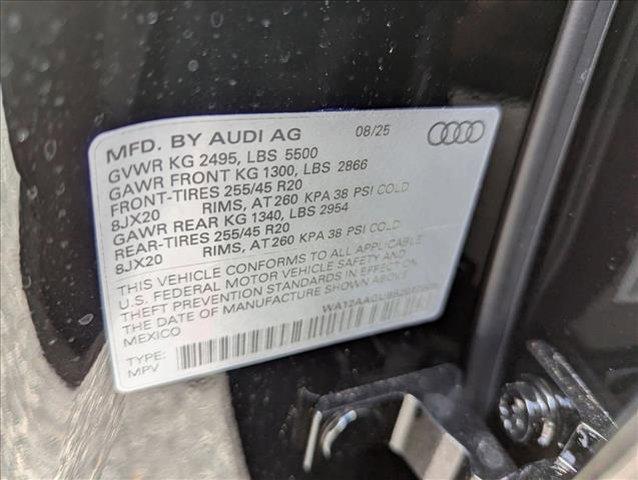 MFD. BY AUDI AG 08/25
GVWR KG 2495, LBS 5500
GAWR FRONT KG 1300, LBS 2866
FRONT-TIRES 255/45 R20
8JX20 RIMS, AT 260 KPA 38 PSI COLD
GAWR REAR KG 1340, LBS 2954
REAR-TIRES 255/45 R20
8JX20 RIMS, AT 260 KPA 38 PSI COLD
THIS VEHICLE CONFORMS TO ALL APPLICABLE
U.S. FEDERAL MOTOR VEHICLE SAFETY AND
THEFT PREVENTION STANDARDS IN EFFECT ON
THE DATE OF MANUFACTURE SHOWN ABOVE.
MEXICO
TYPE:
MPV